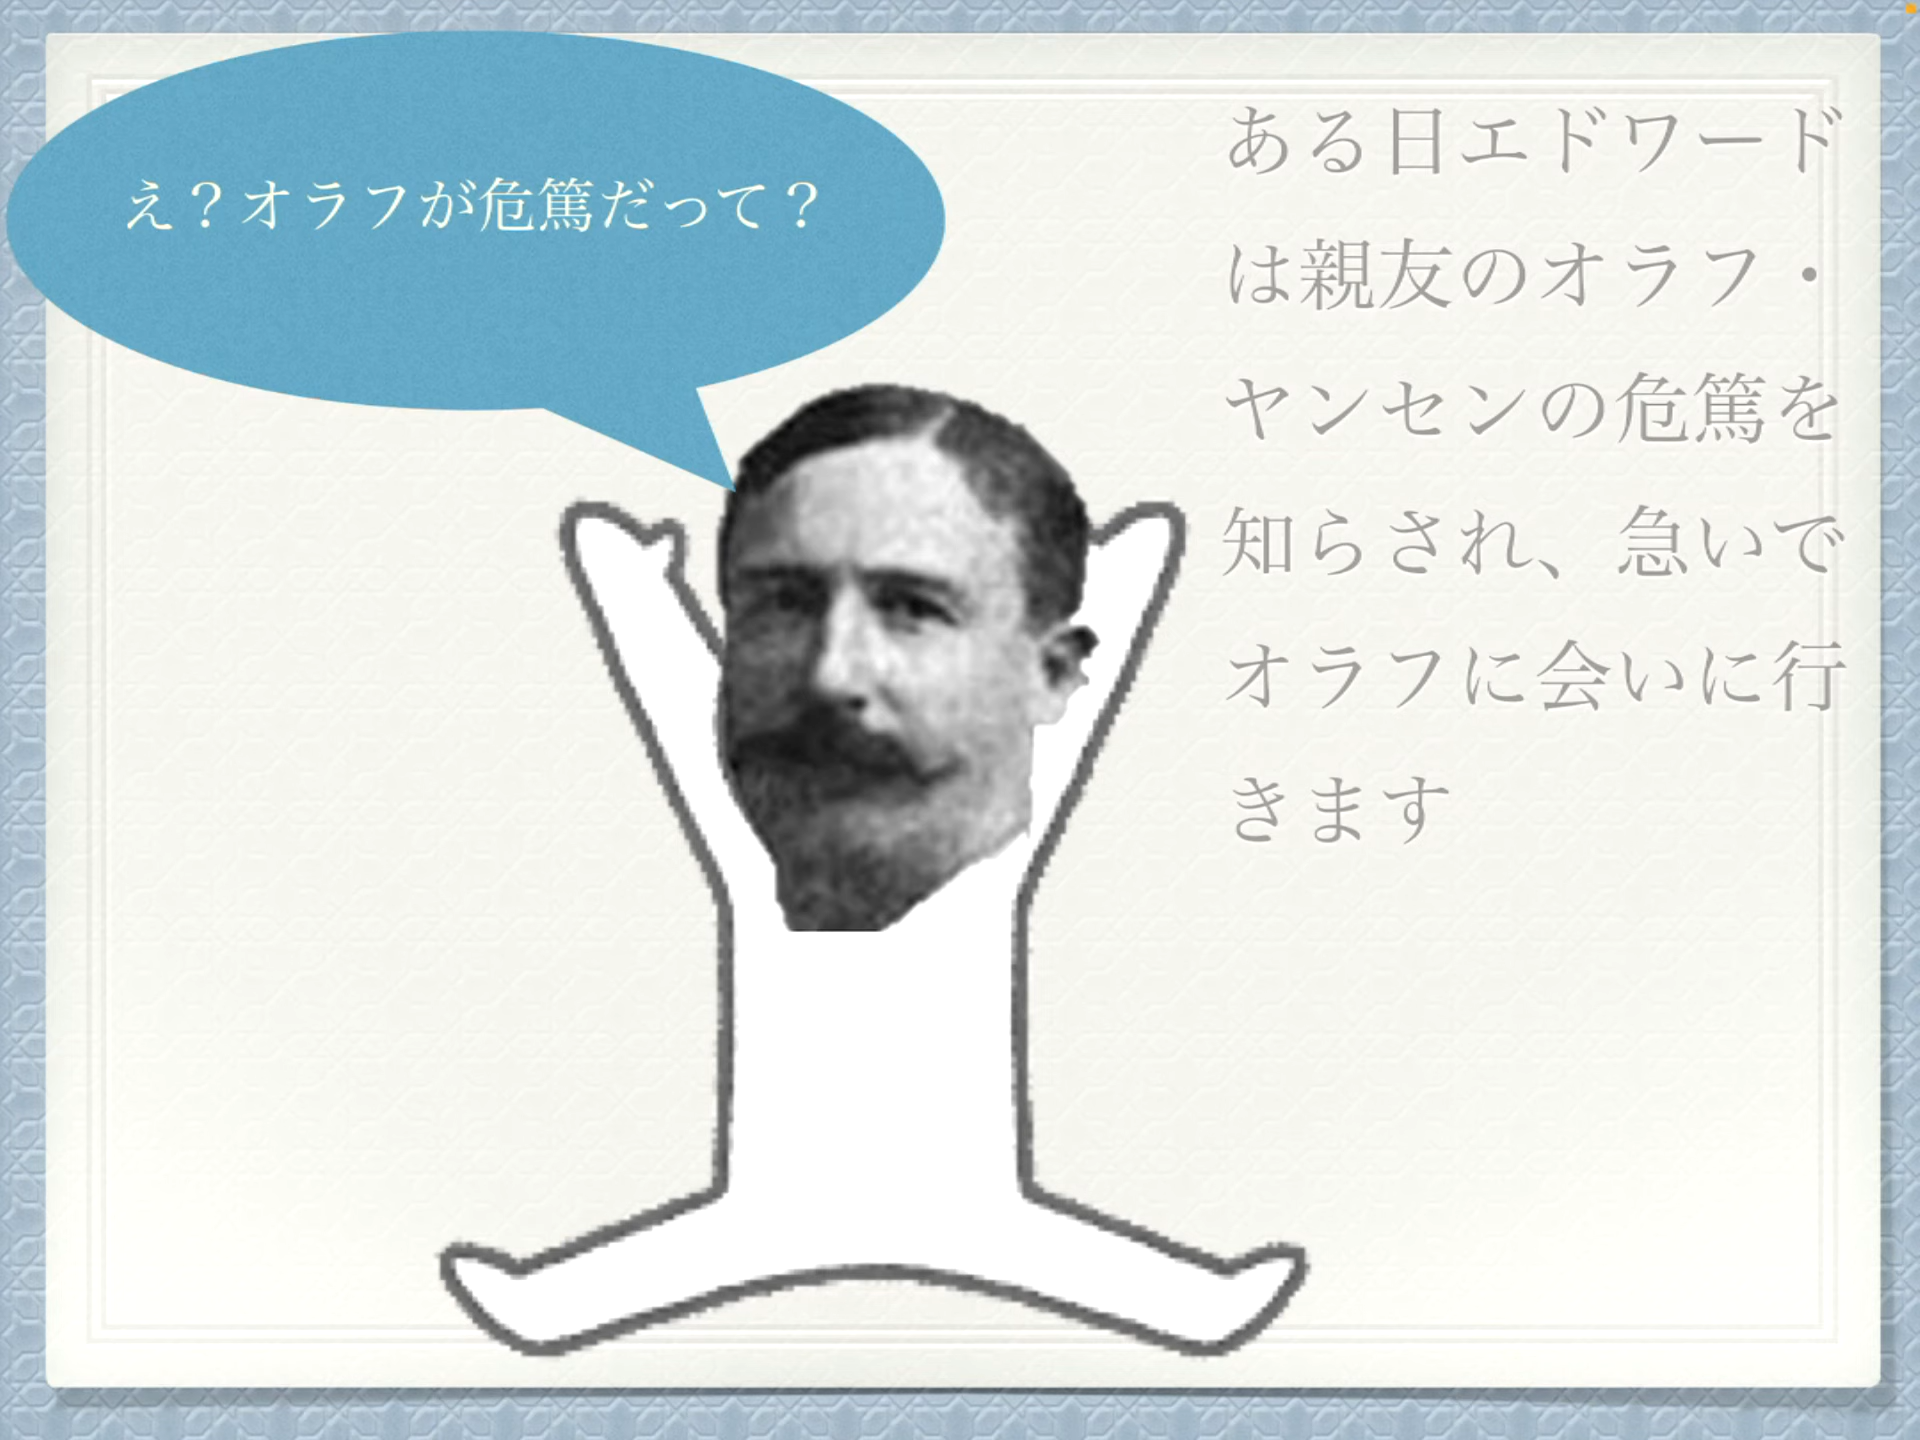 え？オラフが危篤だって？
ある日エドワード
は親友のオラフ・
ヤンセンの危篤を
知らされ、急いで
オラフに会いに行
きます